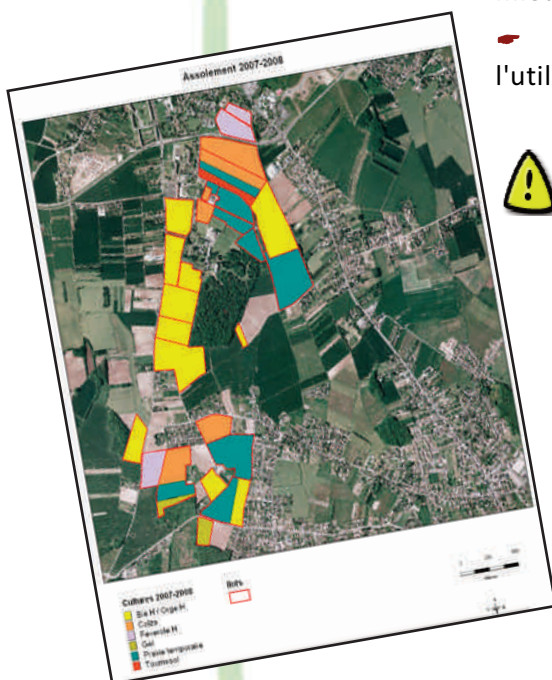 l'util
Assolement 2007-2008
Cultures 2007-2008
Blé H / Orge H
Colza
Féverole H
Gel
Prairie temporaire
Tournesol
Ilots